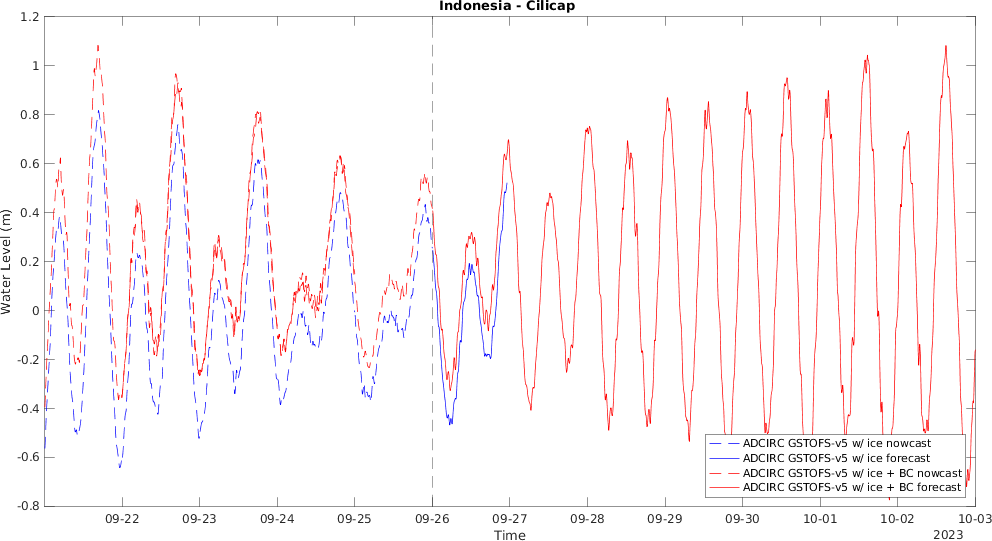 Indonesia - Cilicap
1.2
1
0.8
0.6
0.4
0.2
0
-0.2
-0.4
-0.6
-0.8
Water Level (m)
ADCIRC GSTOFS-v5 w/ ice nowcast
ADCIRC GSTOFS-v5 w/ ice forecast
ADCIRC GSTOFS-v5 w/ ice + BC nowcast
ADCIRC GSTOFS-v5 w/ ice + BC forecast
09-22 09-23 09-24 09-25 09-26 09-27 09-28 09-29 09-30 10-01 10-02 10-03
Time
2023